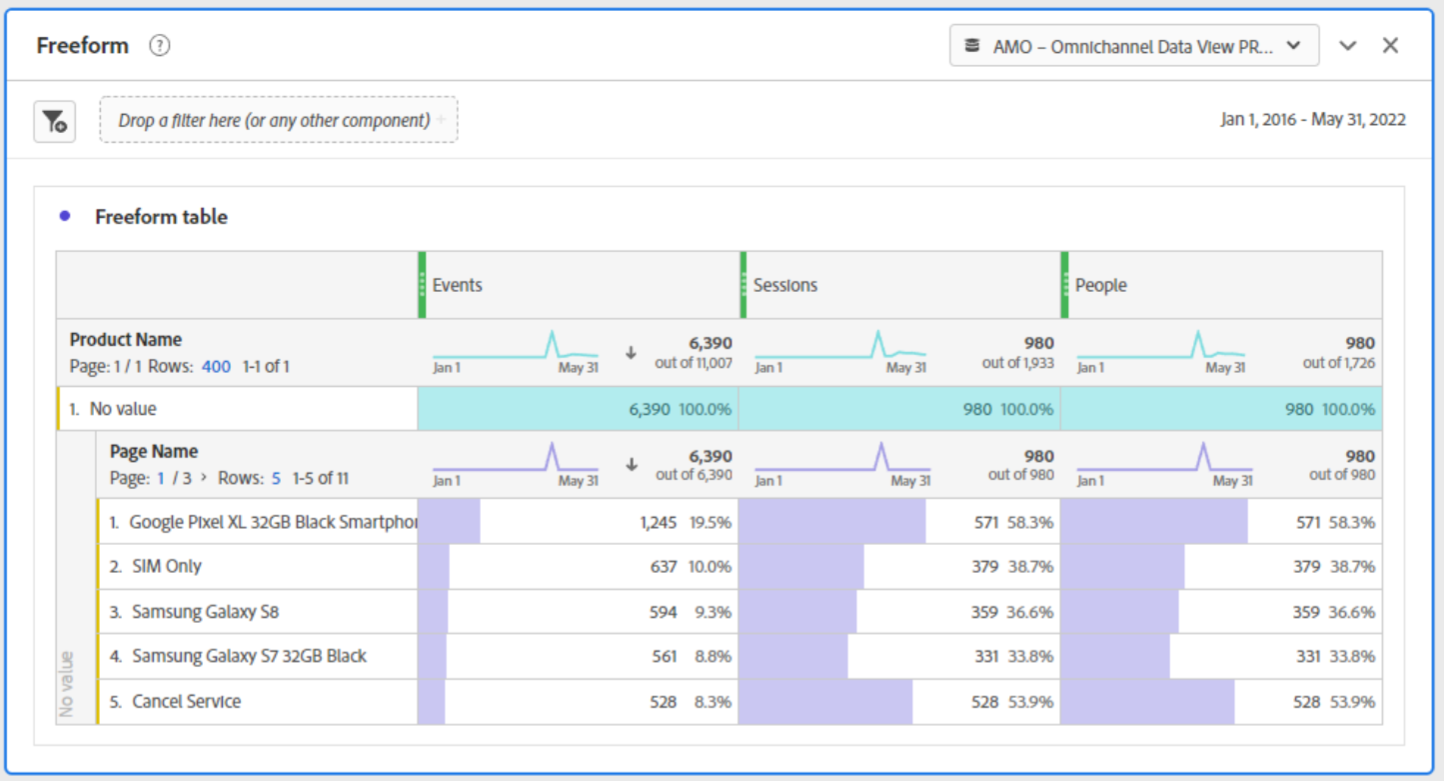 Freeform ?
AMO – Omnichannel Data View PR...
Drop a filter here (or any other component) +
Jan 1, 2016 - May 31, 2022
Freeform table
Events Sessions People
Product Name
Page: 1 / 1 Rows: 400 1-1 of 1
Jan 1 May 31 6,390 out of 11,007
Jan 1 May 31 980 out of 1,933
Jan 1 May 31 980 out of 1,726
1. No value 6,390 100.0% 980 100.0% 980 100.0%
Page Name
Page: 1 / 3 > Rows: 5 1-5 of 11
Jan 1 May 31 6,390 out of 6,390
Jan 1 May 31 980 out of 980
Jan 1 May 31 980 out of 980
No value
1. Google Pixel XL 32GB Black Smartphon 1,245 19.5% 571 58.3% 571 58.3%
2. SIM Only 637 10.0% 379 38.7% 379 38.7%
3. Samsung Galaxy S8 594 9.3% 359 36.6% 359 36.6%
4. Samsung Galaxy S7 32GB Black 561 8.8% 331 33.8% 331 33.8%
5. Cancel Service 528 8.3% 528 53.9% 528 53.9%